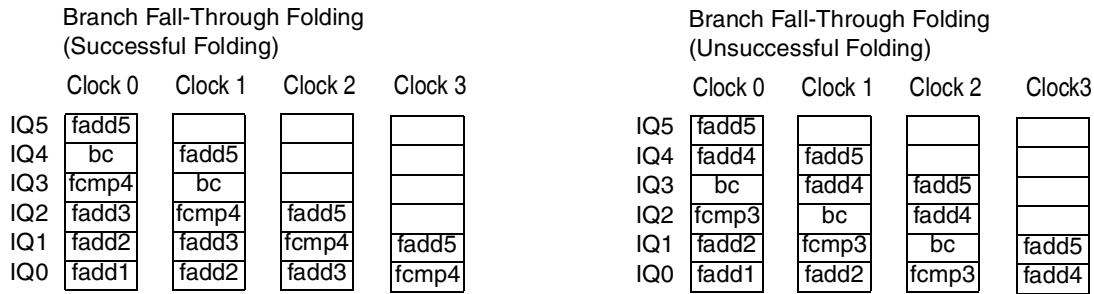 Branch Fall-Through Folding
(Successful Folding)
Clock 0 Clock 1 Clock 2 Clock 3
IQ5 fadd5
IQ4 bc fadd5
IQ3 fcmp4 bc
IQ2 fadd3 fcmp4 fadd5
IQ1 fadd2 fadd3 fcmp4 fadd5
IQ0 fadd1 fadd2 fadd3 fcmp4
Branch Fall-Through Folding
(Unsuccessful Folding)
Clock 0 Clock 1 Clock 2 Clock3
IQ5 fadd5
IQ4 fadd4 fadd5
IQ3 bc fadd4 fadd5
IQ2 fcmp3 bc fadd4
IQ1 fadd2 fcmp3 bc fadd5
IQ0 fadd1 fadd2 fcmp3 fadd4